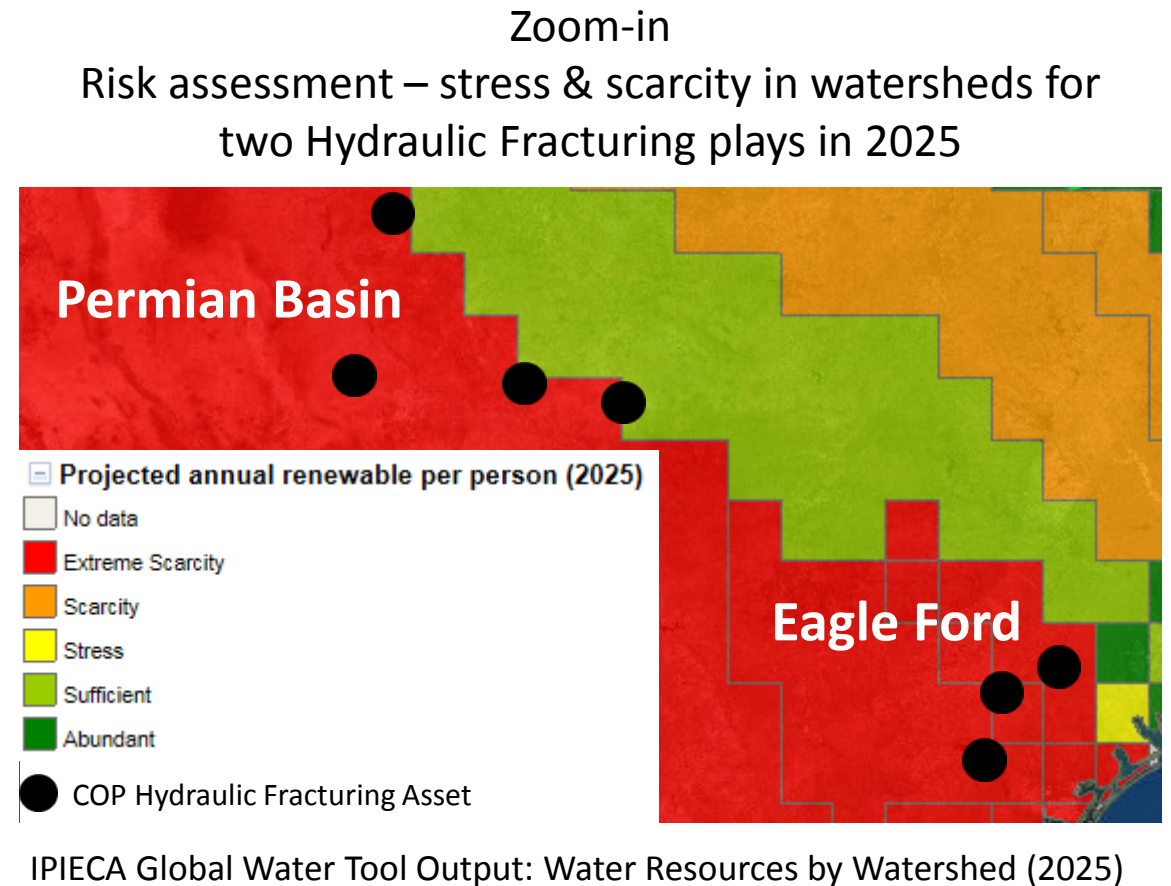 Zoom-in
Risk assessment – stress & scarcity in watersheds for
two Hydraulic Fracturing plays in 2025
Permian Basin
Projected annual renewable per person (2025)
No data
Extreme Scarcity
Scarcity
Stress
Sufficient
Abundant
COP Hydraulic Fracturing Asset
Eagle Ford
IPIECA Global Water Tool Output: Water Resources by Watershed (2025)